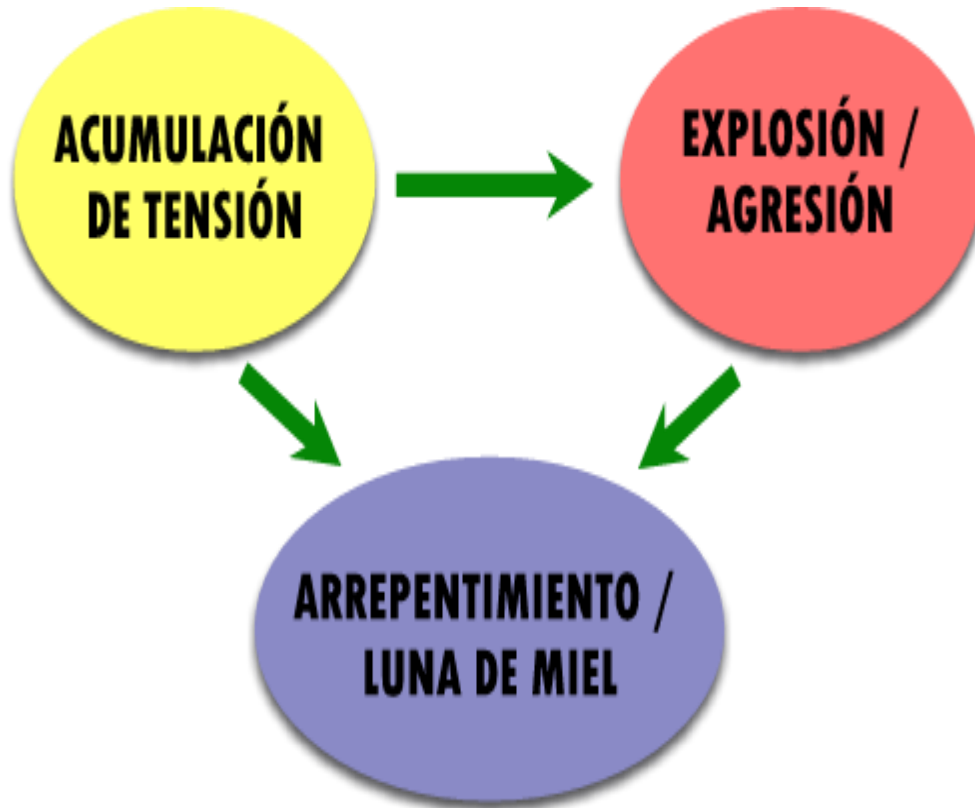 ACUMULACIÓN
DE TENSIÓN
EXPLOSIÓN /
AGRESIÓN
ARREPENTIMIENTO /
LUNA DE MIEL